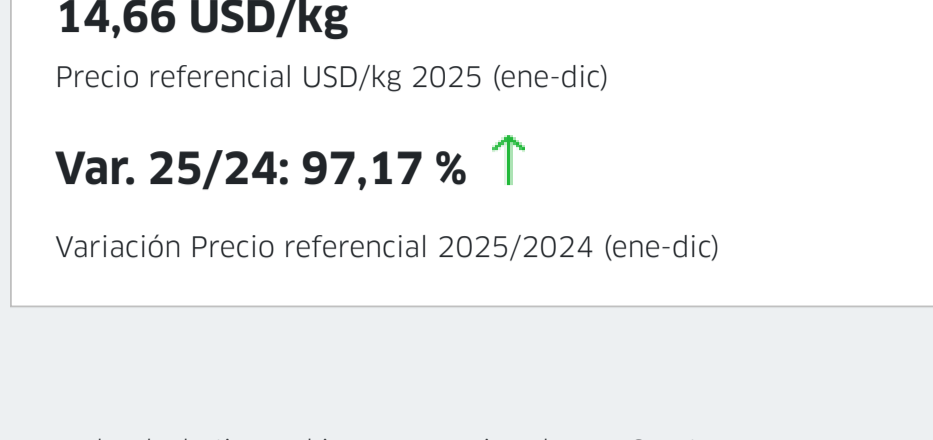 14,66 USD/kg
Precio referencial USD/kg 2025 (ene-dic)
Var. 25/24: 97,17 %
Variación Precio referencial 2025/2024 (ene-dic)